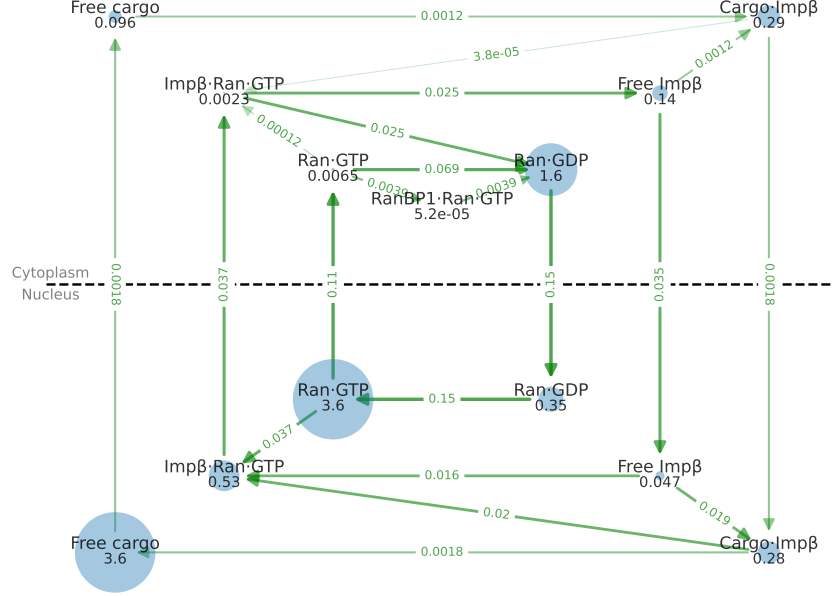 Free cargo
0.096
0.0012
Cargo·Impβ
0.29
3.8e-05
0.0012
Impβ·Ran·GTP
0.0023
0.025
Free Impβ
0.14
0.025
0.00012
Ran·GTP
0.0065
0.069
Ran·GDP
1.6
0.0039
0.0039
RanBP1·Ran·GTP
5.2e-05
Cytoplasm
Nucleus
0.0018
0.037
0.11
0.15
0.035
0.0018
Ran·GTP
3.6
0.15
Ran·GDP
0.35
0.037
Impβ·Ran·GTP
0.53
0.016
Free Impβ
0.047
0.02
0.019
Free cargo
3.6
0.0018
Cargo·Impβ
0.28